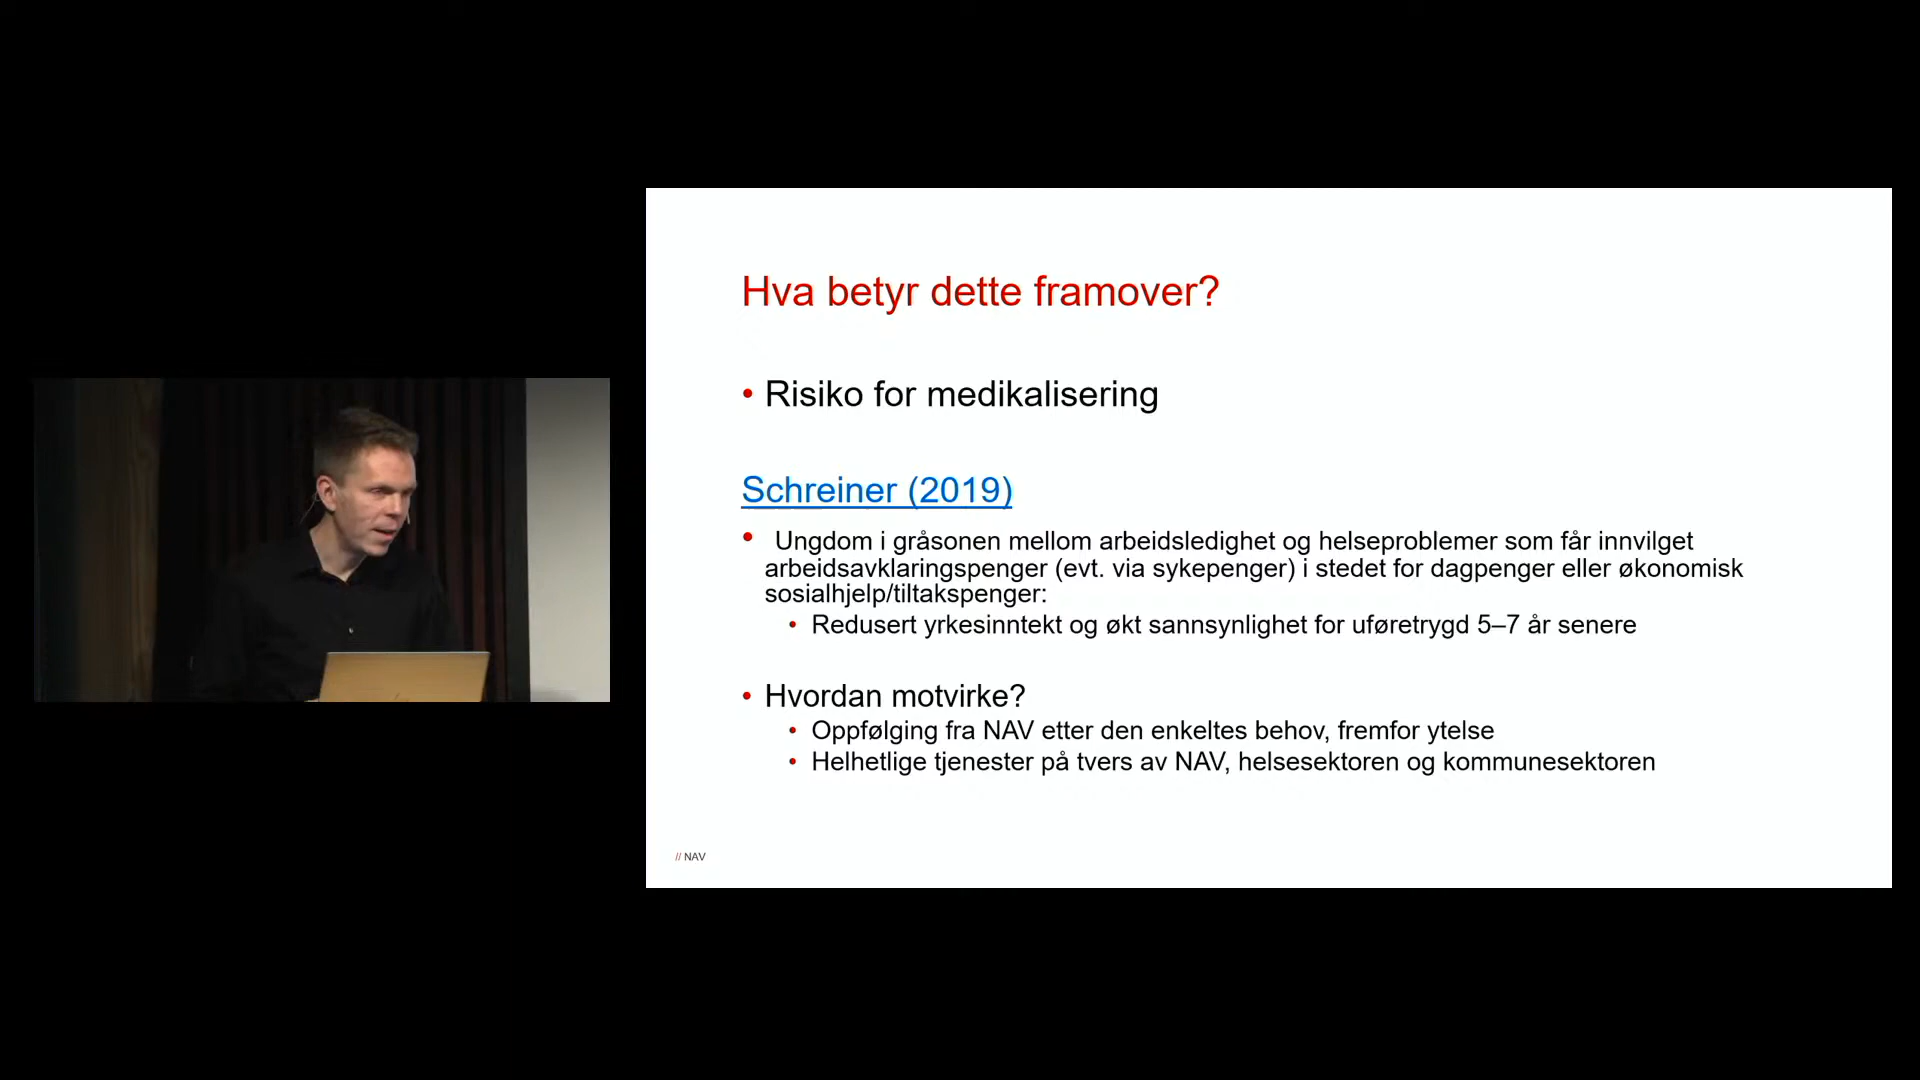 Hva betyr dette framover?
• Risiko for medikalisering
Schreiner (2019)
• Ungdom i gråsonen mellom arbeidsledighet og helseproblemer som får innvilget
arbeidsavklaringspenger (evt. via sykepenger) i stedet for dagpenger eller økonomisk
sosialhjelp/tiltakspenger:
• Redusert yrkesinntekt og økt sannsynlighet for uføretrygd 5–7 år senere
• Hvordan motvirke?
• Oppfølging fra NAV etter den enkeltes behov, fremfor ytelse
• Helhetlige tjenester på tvers av NAV, helsesektoren og kommunesektoren
// NAV